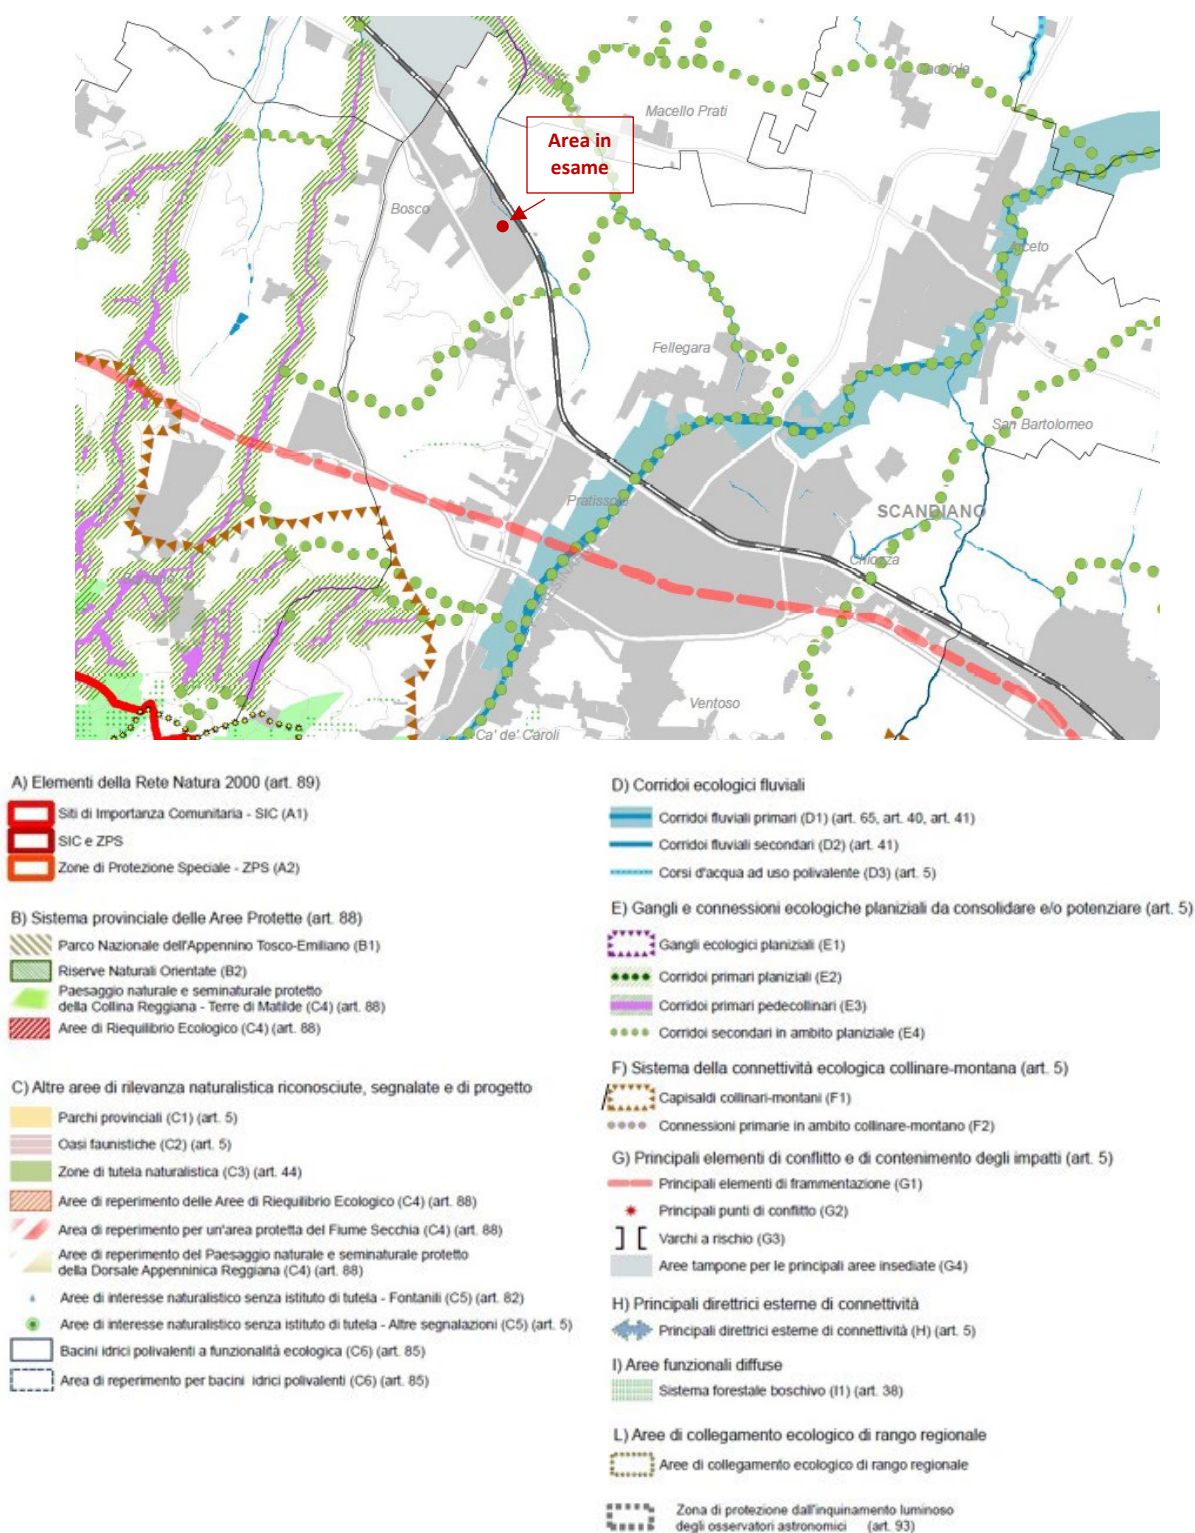 Cacciola
Macello Prati
Area in
esame
Bosco
Arceto
Fellegara
San Bartolomeo
Pratissolo
SCANDIANO
Chiozza
Ventoso
Ca' de' Caroli
A) Elementi della Rete Natura 2000 (art. 89)
Siti di Importanza Comunitaria - SIC (A1)
SIC e ZPS
Zone di Protezione Speciale - ZPS (A2)
B) Sistema provinciale delle Aree Protette (art. 88)
Parco Nazionale dell'Appennino Tosco-Emiliano (B1)
Riserve Naturali Orientate (B2)
Paesaggio naturale e seminaturale protetto
della Collina Reggiana - Terre di Matilde (C4) (art. 88)
Aree di Riequilibrio Ecologico (C4) (art. 88)
C) Altre aree di rilevanza naturalistica riconosciute, segnalate e di progetto
Parchi provinciali (C1) (art. 5)
Oasi faunistiche (C2) (art. 5)
Zone di tutela naturalistica (C3) (art. 44)
Aree di reperimento delle Aree di Riequilibrio Ecologico (C4) (art. 88)
Area di reperimento per un'area protetta del Fiume Secchia (C4) (art. 88)
Aree di reperimento del Paesaggio naturale e seminaturale protetto
della Dorsale Appenninica Reggiana (C4) (art. 88)
Aree di interesse naturalistico senza istituto di tutela - Fontanili (C5) (art. 82)
Aree di interesse naturalistico senza istituto di tutela - Altre segnalazioni (C5) (art. 5)
Bacini idrici polivalenti a funzionalità ecologica (C6) (art. 85)
Area di reperimento per bacini idrici polivalenti (C6) (art. 85)
D) Corridoi ecologici fluviali
Corridoi fluviali primari (D1) (art. 65, art. 40, art. 41)
Corridoi fluviali secondari (D2) (art. 41)
Corsi d'acqua ad uso polivalente (D3) (art. 5)
E) Gangli e connessioni ecologiche planiziali da consolidare e/o potenziare (art. 5)
Gangli ecologici planiziali (E1)
Corridoi primari planiziali (E2)
Corridoi primari pedecollinari (E3)
Corridoi secondari in ambito planiziale (E4)
F) Sistema della connettività ecologica collinare-montana (art. 5)
Capisaldi collinari-montani (F1)
Connessioni primarie in ambito collinare-montano (F2)
G) Principali elementi di conflitto e di contenimento degli impatti (art. 5)
Principali elementi di frammentazione (G1)
Principali punti di conflitto (G2)
Varchi a rischio (G3)
Aree tampone per le principali aree insediate (G4)
H) Principali direttrici esterne di connettività
Principali direttrici esterne di connettività (H) (art. 5)
I) Aree funzionali diffuse
Sistema forestale boschivo (I1) (art. 38)
L) Aree di collegamento ecologico di rango regionale
Aree di collegamento ecologico di rango regionale
Zona di protezione dall'inquinamento luminoso
degli osservatori astronomici (art. 93)